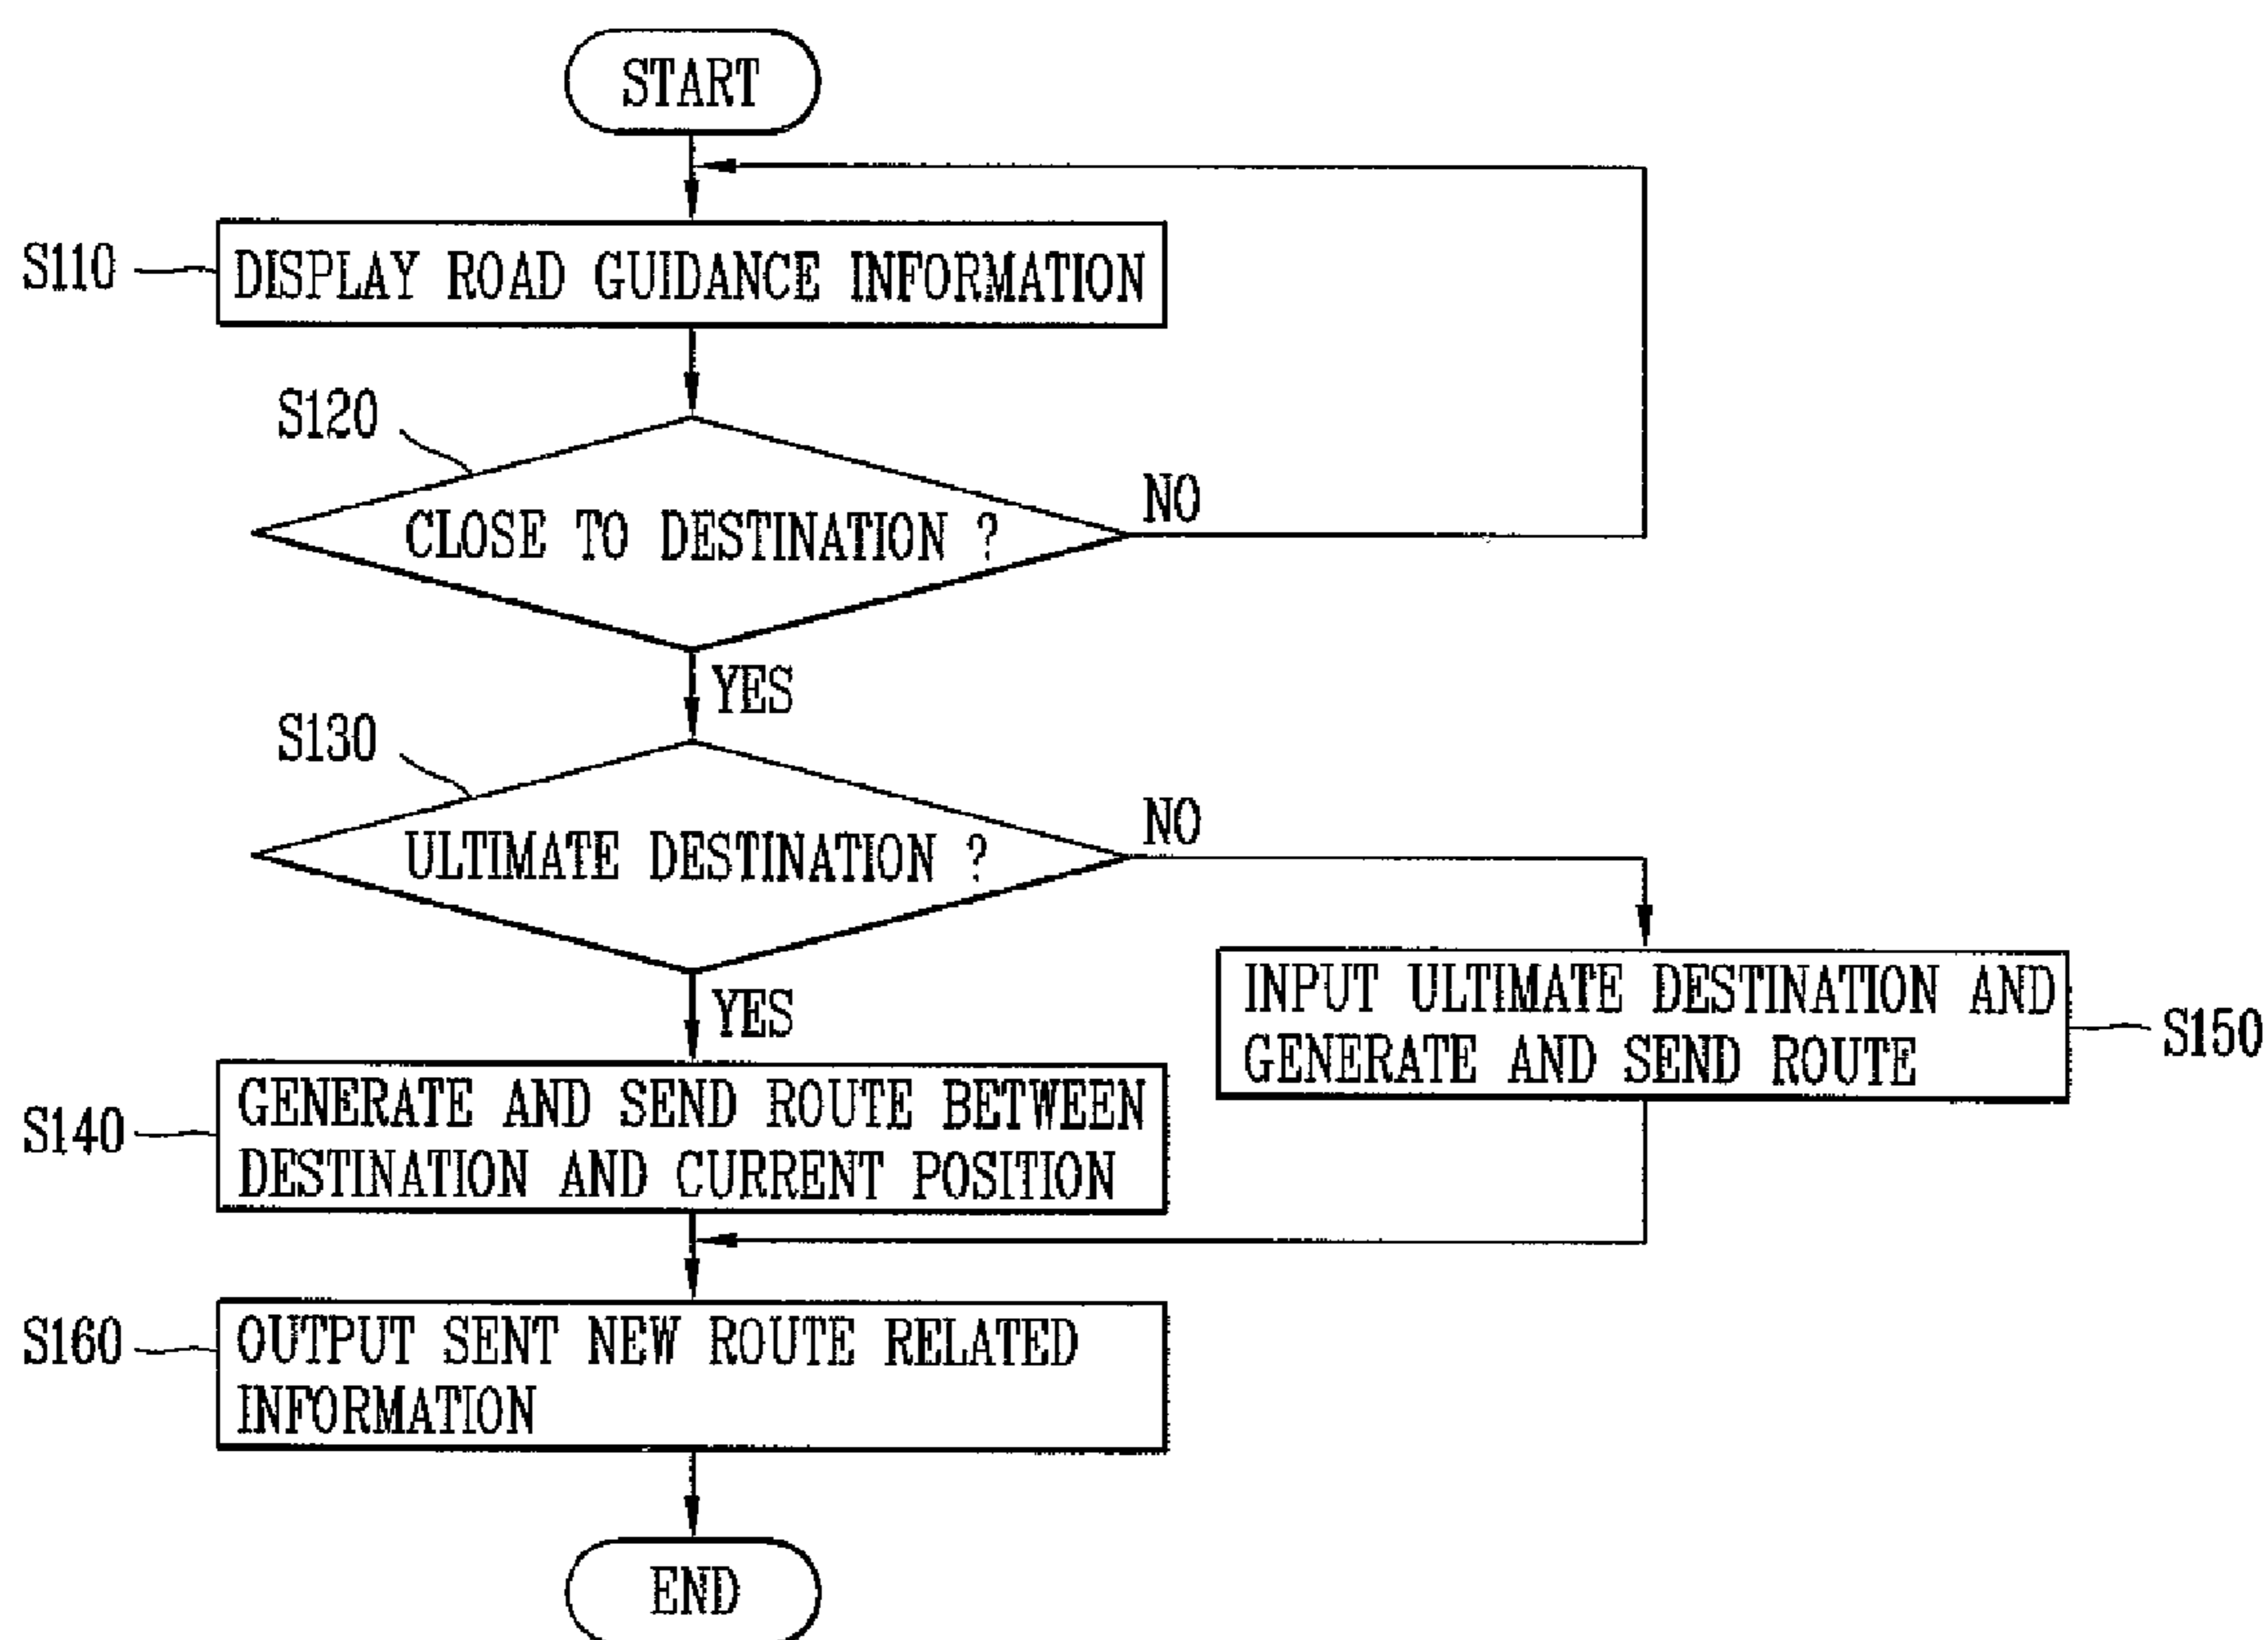 START
S110
DISPLAY ROAD GUIDANCE INFORMATION
S120
CLOSE TO DESTINATION ?
NO
YES
S130
ULTIMATE DESTINATION ?
NO
YES
INPUT ULTIMATE DESTINATION AND
GENERATE AND SEND ROUTE
S150
S140
GENERATE AND SEND ROUTE BETWEEN
DESTINATION AND CURRENT POSITION
S160
OUTPUT SENT NEW ROUTE RELATED
INFORMATION
END